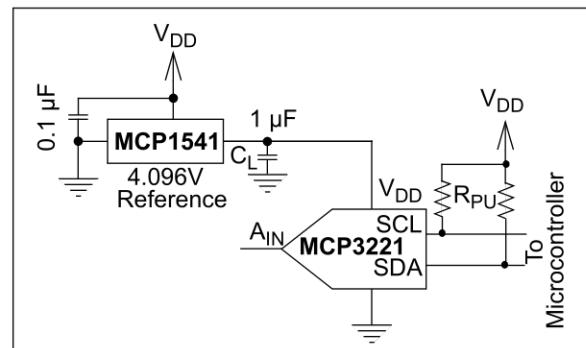 V_DD
0.1 µF
MCP1541
4.096V
Reference
1 µF
C_L
V_DD
V_DD
R_PU
A_IN
SCL
MCP3221
SDA
To
Microcontroller